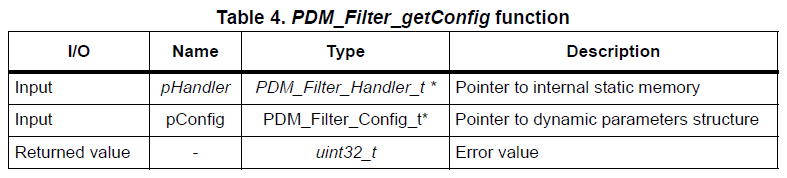 Table 4. PDM_Filter_getConfig function
I/O Name Type Description
Input pHandler PDM_Filter_Handler_t * Pointer to internal static memory
Input pConfig PDM_Filter_Config_t* Pointer to dynamic parameters structure
Returned value - uint32_t Error value